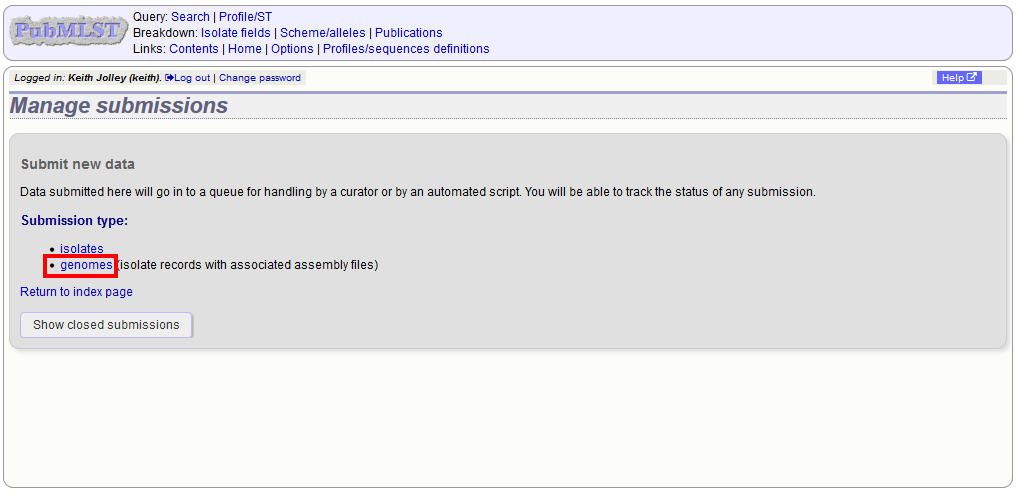 PubMLST
Query: Search | Profile/ST
Breakdown: Isolate fields | Scheme/alleles | Publications
Links: Contents | Home | Options | Profiles/sequences definitions
Logged in: Keith Jolley (keith). Log out | Change password
Help
Manage submissions
Submit new data
Data submitted here will go in to a queue for handling by a curator or by an automated script. You will be able to track the status of any submission.
Submission type:
• isolates
• genomes (isolate records with associated assembly files)
Return to index page
Show closed submissions